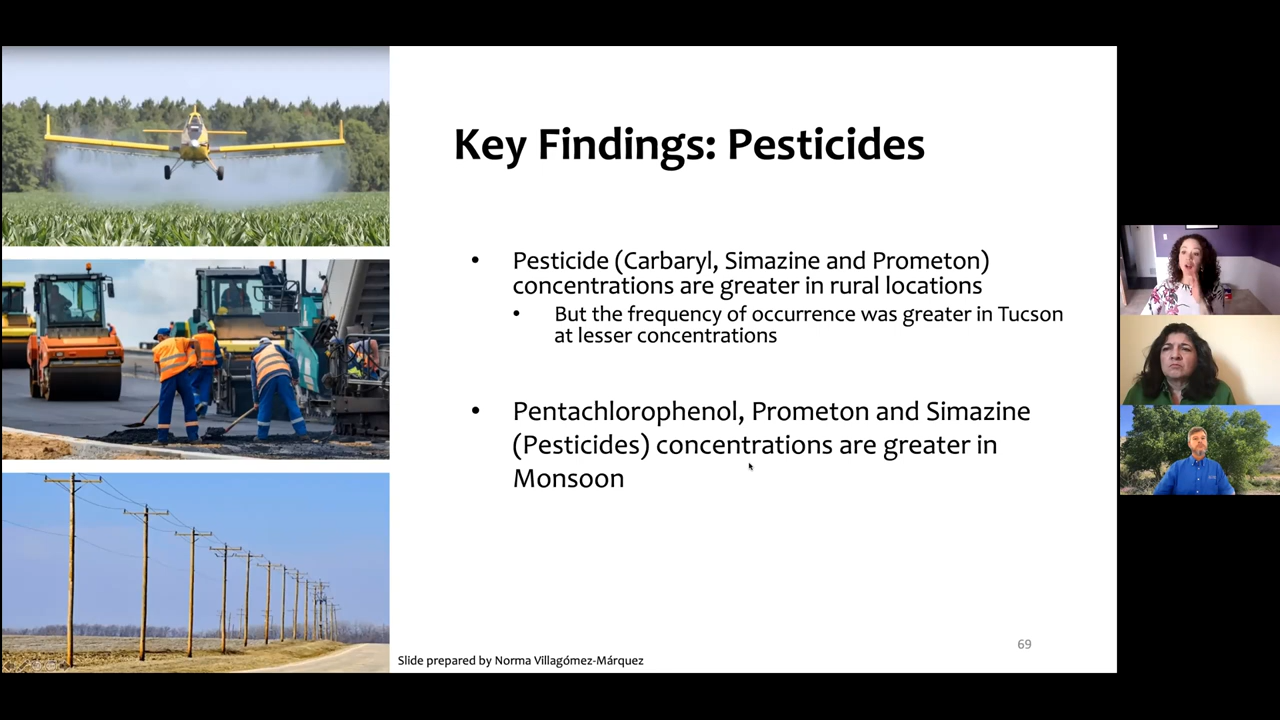 Key Findings: Pesticides
• Pesticide (Carbaryl, Simazine and Prometon)
concentrations are greater in rural locations
• But the frequency of occurrence was greater in Tucson
at lesser concentrations
• Pentachlorophenol, Prometon and Simazine
(Pesticides) concentrations are greater in
Monsoon
69
Slide prepared by Norma Villagómez-Márquez